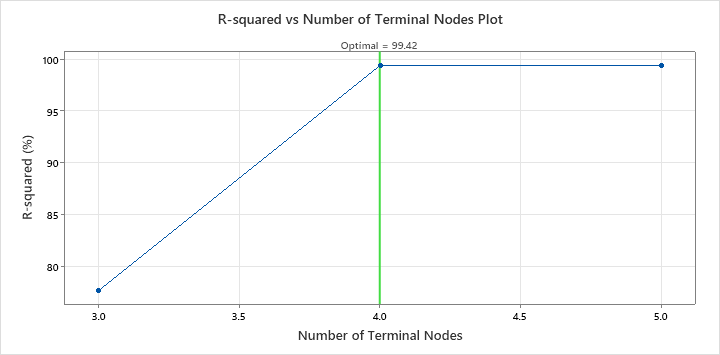 R-squared vs Number of Terminal Nodes Plot
Optimal = 99.42
100
95
90
85
80
R-squared (%)
3.0 3.5 4.0 4.5 5.0
Number of Terminal Nodes